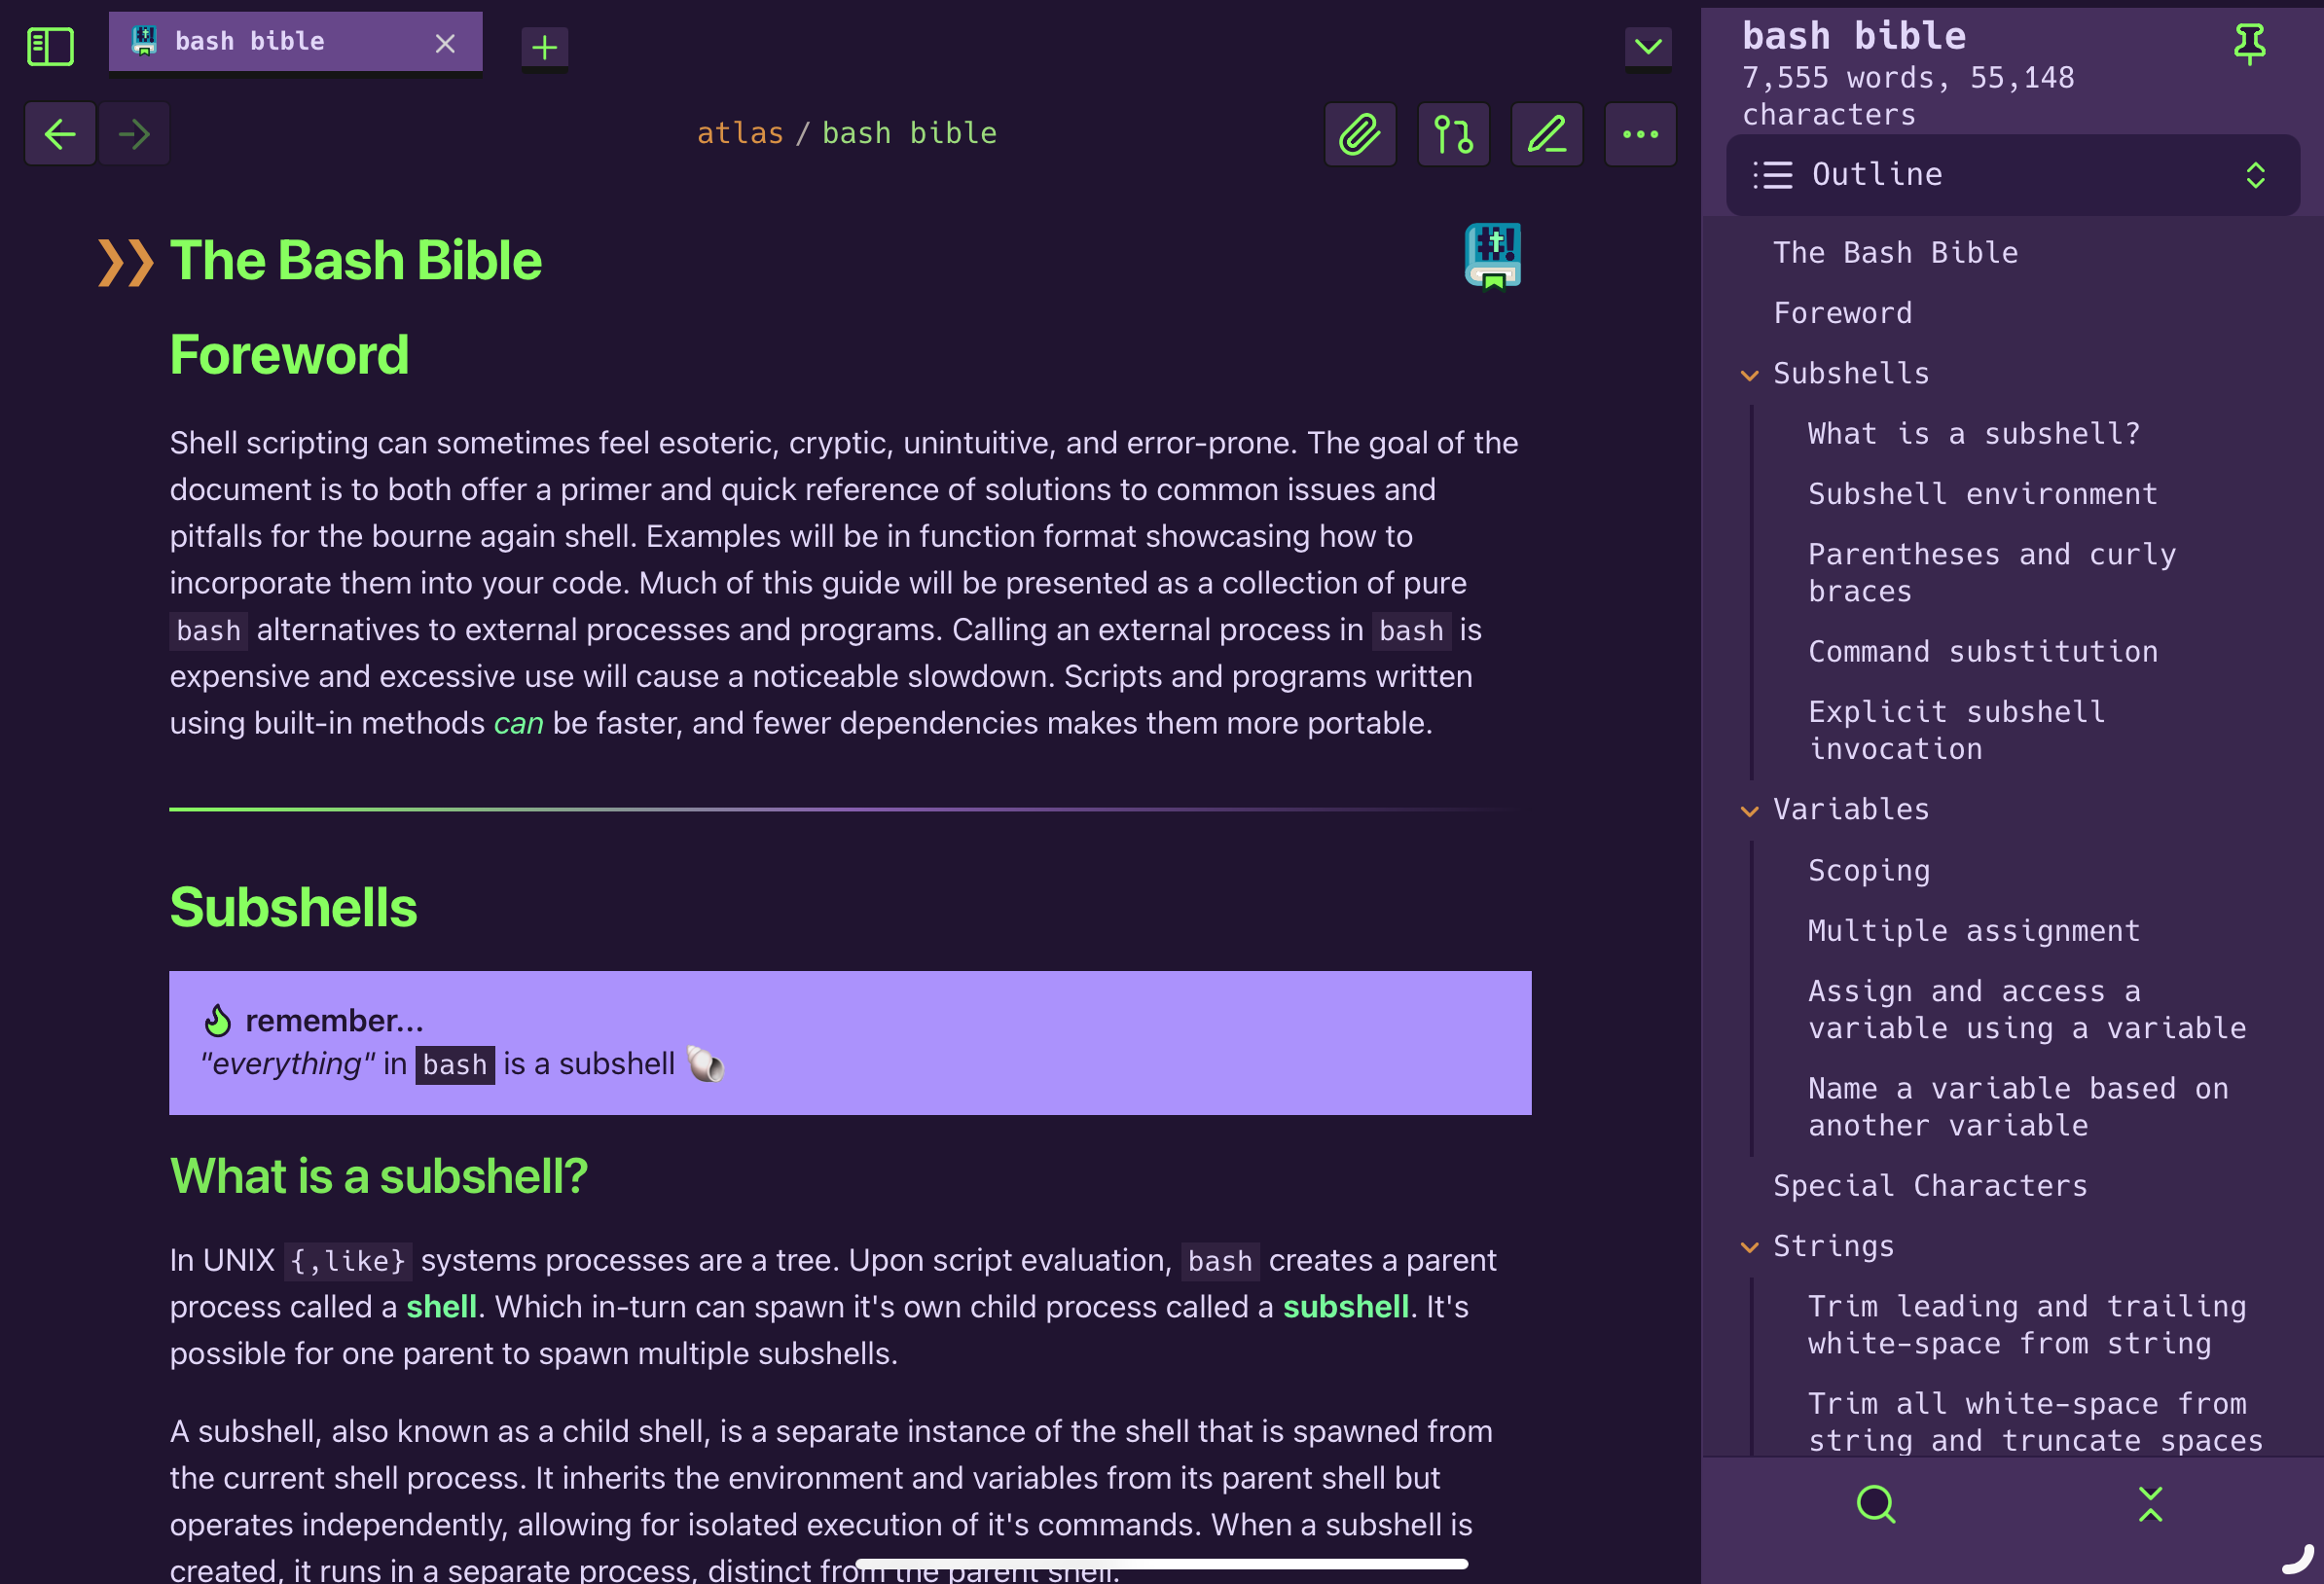 bash bible
atlas / bash bible
The Bash Bible
Foreword
Shell scripting can sometimes feel esoteric, cryptic, unintuitive, and error-prone. The goal of the
document is to both offer a primer and quick reference of solutions to common issues and
pitfalls for the bourne again shell. Examples will be in function format showcasing how to
incorporate them into your code. Much of this guide will be presented as a collection of pure
bash alternatives to external processes and programs. Calling an external process in bash is
expensive and excessive use will cause a noticeable slowdown. Scripts and programs written
using built-in methods can be faster, and fewer dependencies makes them more portable.
Subshells
remember...
"everything" in bash is a subshell 🐚
What is a subshell?
In UNIX {,like} systems processes are a tree. Upon script evaluation, bash creates a parent
process called a shell. Which in-turn can spawn it's own child process called a subshell. It's
possible for one parent to spawn multiple subshells.
A subshell, also known as a child shell, is a separate instance of the shell that is spawned from
the current shell process. It inherits the environment and variables from its parent shell but
operates independently, allowing for isolated execution of it's commands. When a subshell is
created, it runs in a separate process, distinct from the parent shell.
bash bible
7,555 words, 55,148
characters
Outline
The Bash Bible
Foreword
Subshells
What is a subshell?
Subshell environment
Parentheses and curly
braces
Command substitution
Explicit subshell
invocation
Variables
Scoping
Multiple assignment
Assign and access a
variable using a variable
Name a variable based on
another variable
Special Characters
Strings
Trim leading and trailing
white-space from string
Trim all white-space from
string and truncate spaces